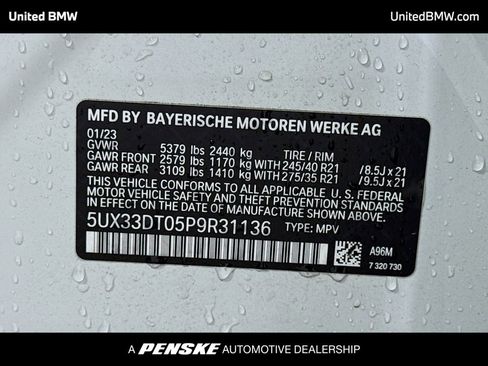 United BMW
UnitedBMW.com
MFD BY BAYERISCHE MOTOREN WERKE AG
01/23
GVWR 5379 lbs 2440 kg TIRE / RIM
GAWR FRONT 2579 lbs 1170 kg WITH 245/40 R21 / 8.5J x 21
GAWR REAR 3109 lbs 1410 kg WITH 275/35 R21 / 9.5J x 21
THIS VEHICLE CONFORMS TO ALL APPLICABLE U. S. FEDERAL
MOTOR VEHICLE SAFETY AND THEFT PREVENTION STANDARDS
IN EFFECT ON THE DATE OF MANUFACTURE SHOWN ABOVE.
5UX33DT05P9R31136 TYPE: MPV
A96M
7 320 730
A PENSKE AUTOMOTIVE DEALERSHIP